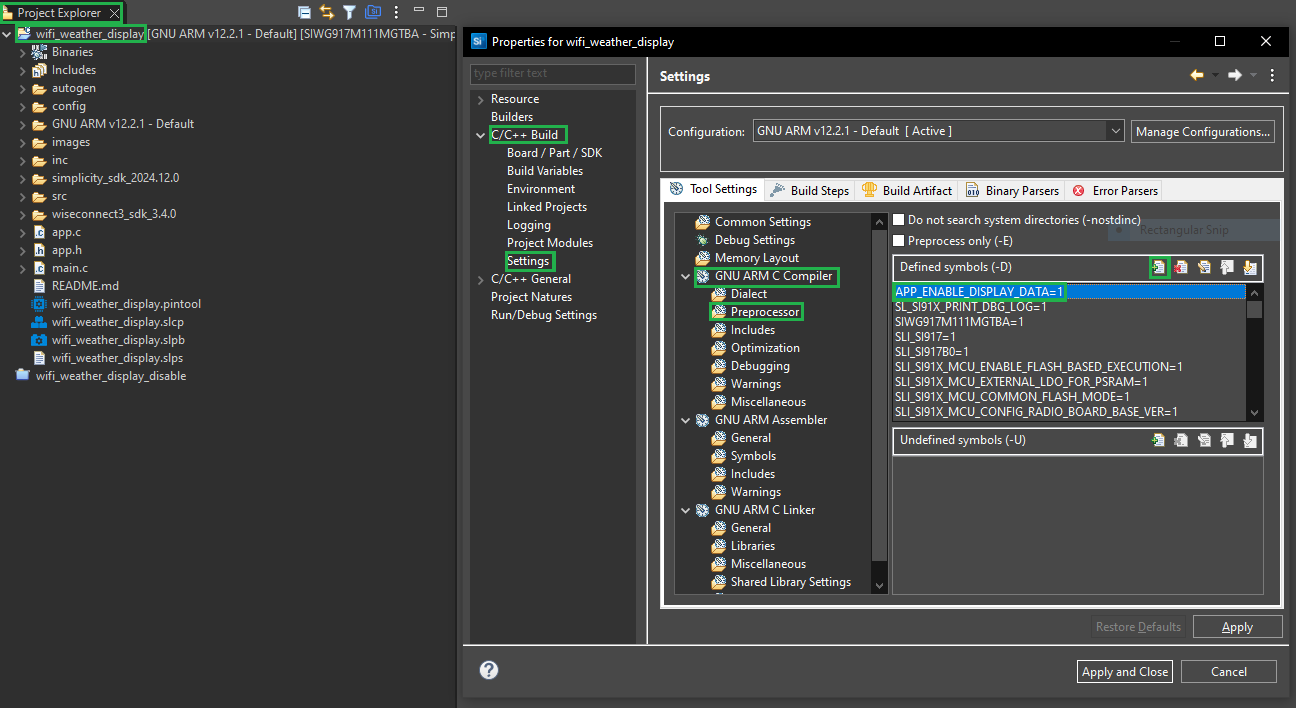 Project Explorer
wifi_weather_display [GNU ARM v12.2.1 - Default] [SIWG917M111MGTBA - Simp
Binaries
Includes
autogen
config
GNU ARM v12.2.1 - Default
images
inc
simplicity_sdk_2024.12.0
src
wiseconnect3_sdk_3.4.0
app.c
app.h
main.c
README.md
wifi_weather_display.pintool
wifi_weather_display.slcp
wifi_weather_display.slpb
wifi_weather_display.slps
wifi_weather_display_disable
Si Properties for wifi_weather_display
type filter text
Resource
Builders
C/C++ Build
Board / Part / SDK
Build Variables
Environment
Linked Projects
Logging
Project Modules
Settings
C/C++ General
Project Natures
Run/Debug Settings
Settings
Configuration: GNU ARM v12.2.1 - Default [ Active ] Manage Configurations...
Tool Settings Build Steps Build Artifact Binary Parsers Error Parsers
Common Settings
Debug Settings
Memory Layout
GNU ARM C Compiler
Dialect
Preprocessor
Includes
Optimization
Debugging
Warnings
Miscellaneous
GNU ARM Assembler
General
Symbols
Includes
Warnings
GNU ARM C Linker
General
Libraries
Miscellaneous
Shared Library Settings
Do not search system directories (-nostdinc)
Rectangular Snip
Preprocess only (-E)
Defined symbols (-D)
APP_ENABLE_DISPLAY_DATA=1
SL_SI91X_PRINT_DBG_LOG=1
SIWG917M111MGTBA=1
SLI_SI917=1
SLI_SI917B0=1
SLI_SI91X_MCU_ENABLE_FLASH_BASED_EXECUTION=1
SLI_SI91X_MCU_EXTERNAL_LDO_FOR_PSRAM=1
SLI_SI91X_MCU_COMMON_FLASH_MODE=1
SLI_SI91X_MCU_CONFIG_RADIO_BOARD_BASE_VER=1
Undefined symbols (-U)
Restore Defaults Apply
? Apply and Close Cancel